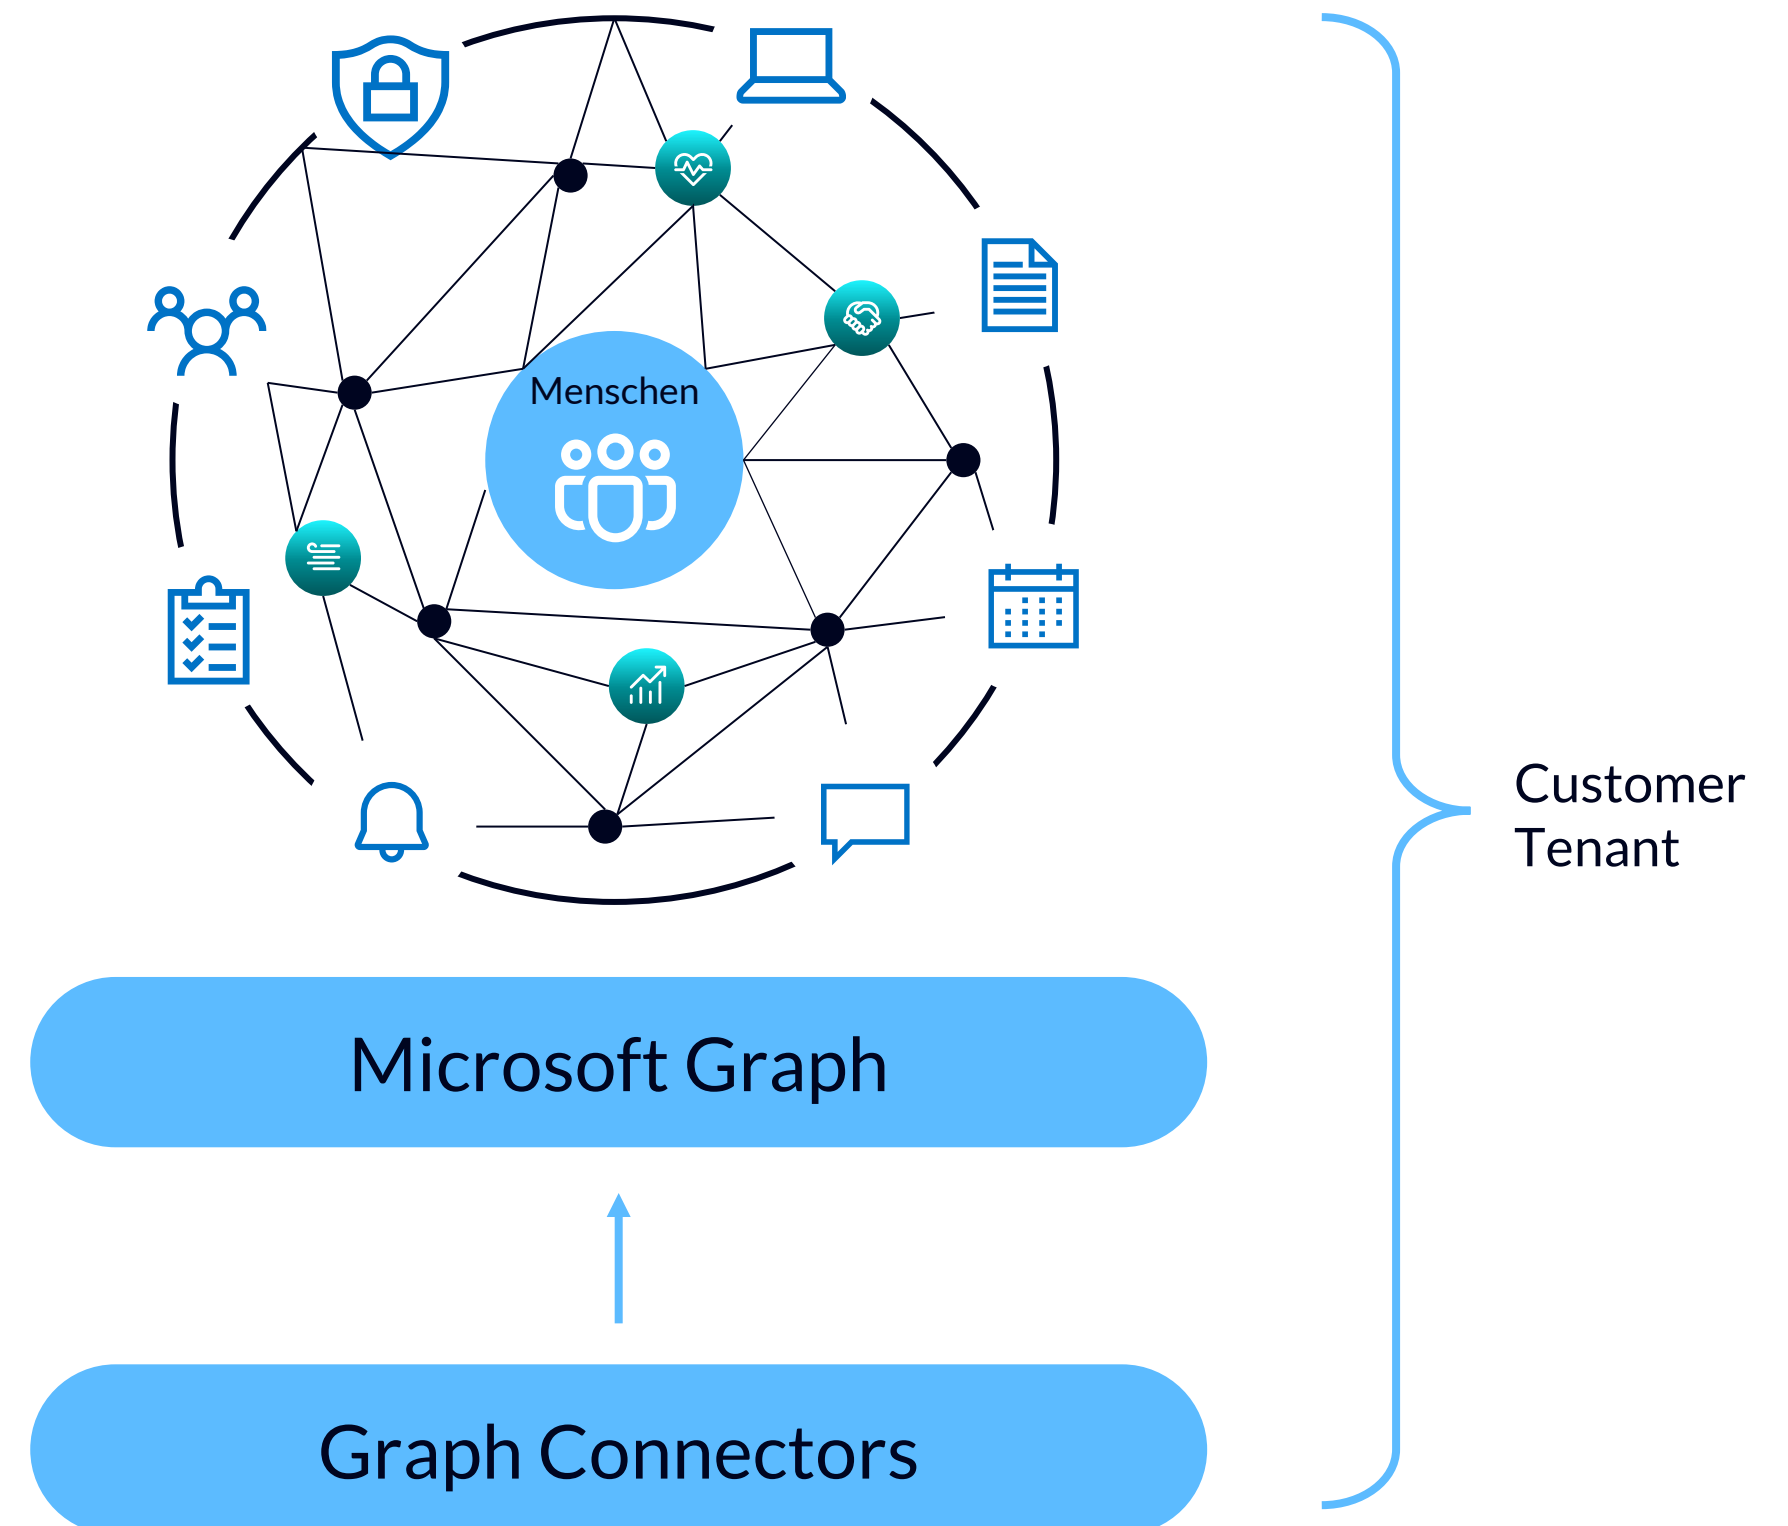 Menschen
Customer
Tenant
Microsoft Graph
Graph Connectors